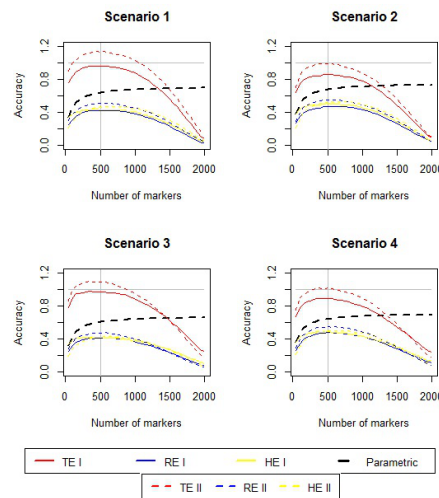 Scenario 1
Accuracy
0.0 0.4 0.8 1.2
0 500 1000 1500 2000
Number of markers
Scenario 2
Accuracy
0.0 0.4 0.8 1.2
0 500 1000 1500 2000
Number of markers
Scenario 3
Accuracy
0.0 0.4 0.8 1.2
0 500 1000 1500 2000
Number of markers
Scenario 4
Accuracy
0.0 0.4 0.8 1.2
0 500 1000 1500 2000
Number of markers
TE I RE I HE I Parametric
TE II RE II HE II